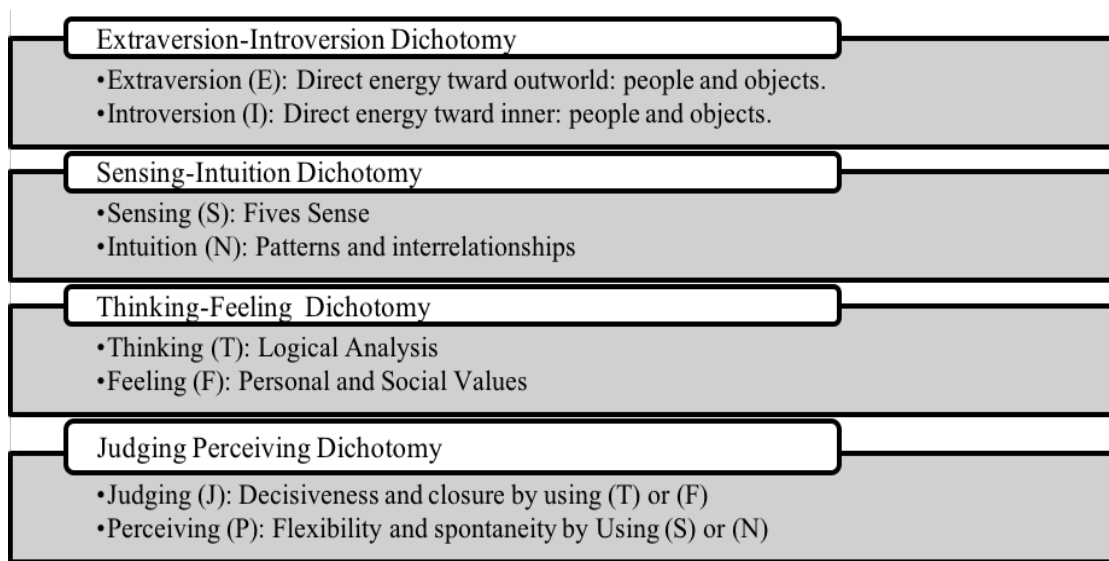 Extraversion-Introversion Dichotomy
•Extraversion (E): Direct energy toward outworld: people and objects.
•Introversion (I): Direct energy toward inner: people and objects.
Sensing-Intuition Dichotomy
•Sensing (S): Fives Sense
•Intuition (N): Patterns and interrelationships
Thinking-Feeling Dichotomy
•Thinking (T): Logical Analysis
•Feeling (F): Personal and Social Values
Judging Perceiving Dichotomy
•Judging (J): Decisiveness and closure by using (T) or (F)
•Perceiving (P): Flexibility and spontaneity by Using (S) or (N)